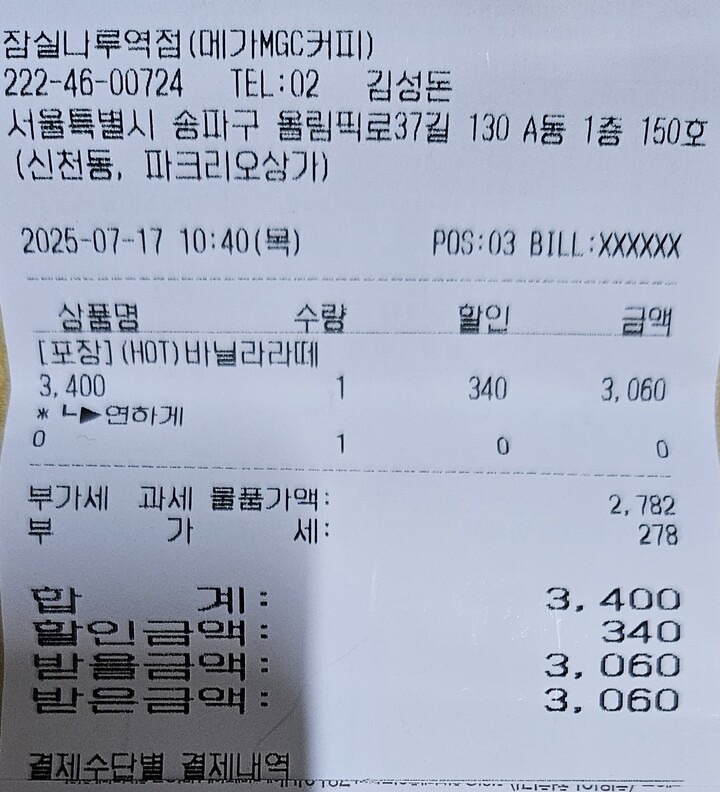 잠실나루역점(메가MGC커피)
222-46-00724 TEL:02 김성돈
서울특별시 송파구 올림픽로37길 130 A동 1층 150호
(신천동, 파크리오상가)
2025-07-17 10:40(목) POS:03 BILL:XXXXXX
상품명 수량 할인 금액
[포장](HOT)바닐라라떼
3,400 1 340 3,060
* ┗▶연하게
0 1 0 0
부가세 과세 물품가액: 2,782
부 가 세: 278
합 계: 3,400
할인금액: 340
받을금액: 3,060
받은금액: 3,060
결제수단별 결제내역